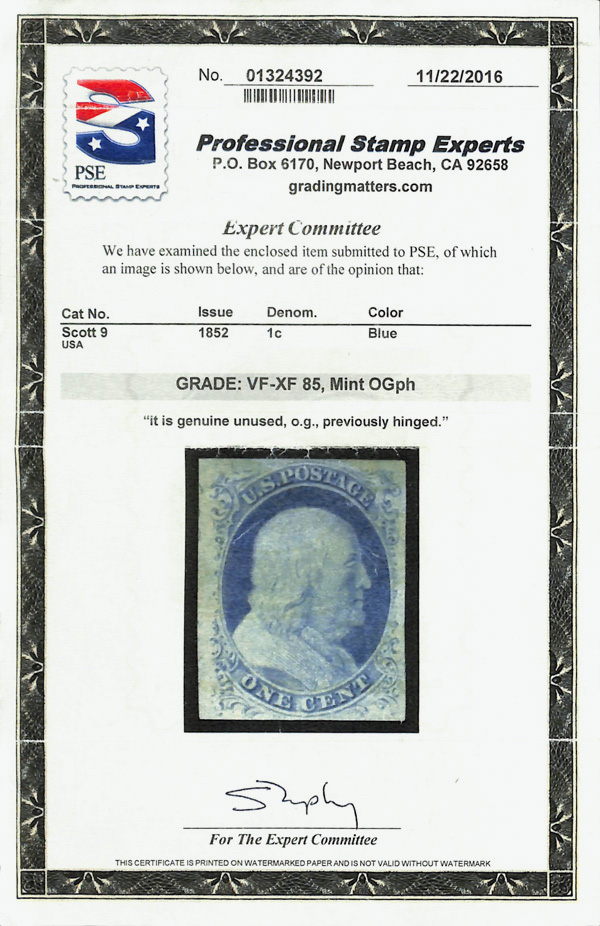 No. 01324392 11/22/2016
PSE
PROFESSIONAL STAMP EXPERTS
Professional Stamp Experts
P.O. Box 6170, Newport Beach, CA 92658
gradingmatters.com
Expert Committee
We have examined the enclosed item submitted to PSE, of which
an image is shown below, and are of the opinion that:
Cat No. Issue Denom. Color
Scott 9 1852 1c Blue
USA
GRADE: VF-XF 85, Mint OGph
“it is genuine unused, o.g., previously hinged.”
U.S. POSTAGE
ONE CENT
For The Expert Committee
THIS CERTIFICATE IS PRINTED ON WATERMARKED PAPER AND IS NOT VALID WITHOUT WATERMARK